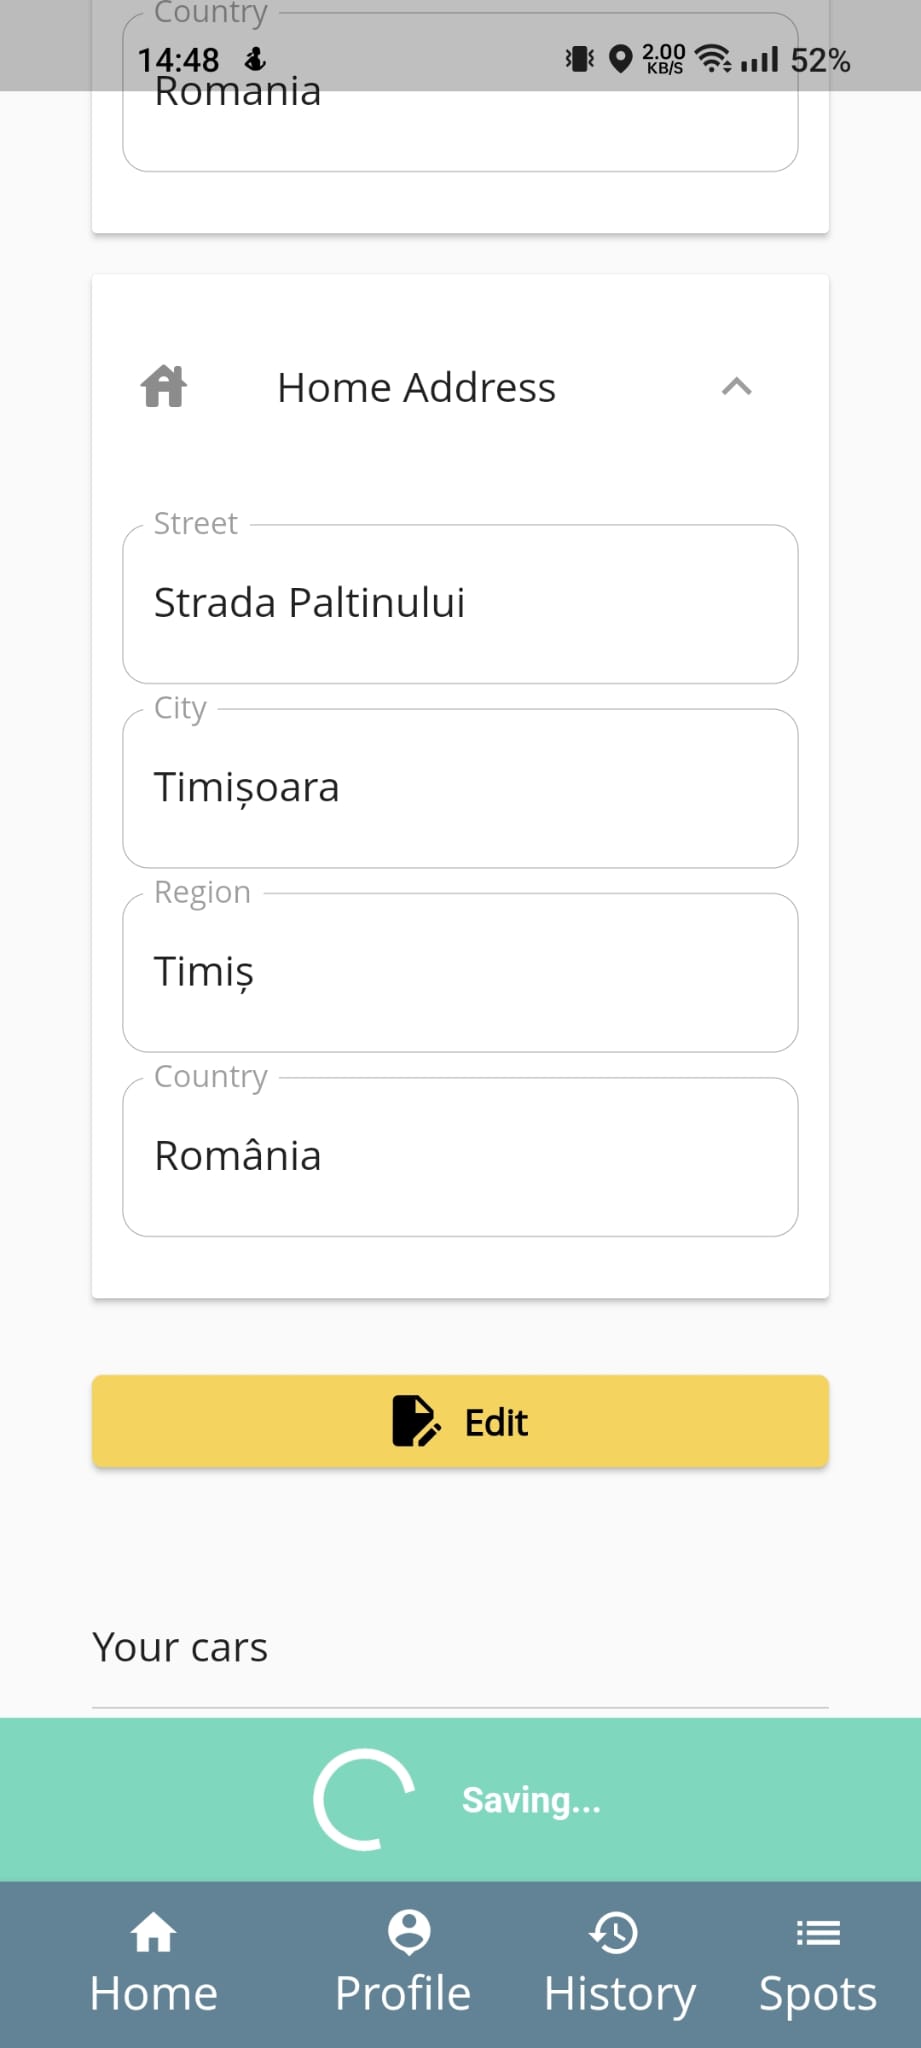 Country
14:48 2.00 KB/S 52%
Romania
Home Address
Street
Strada Paltinului
City
Timișoara
Region
Timiș
Country
România
Edit
Your cars
Saving...
Home Profile History Spots